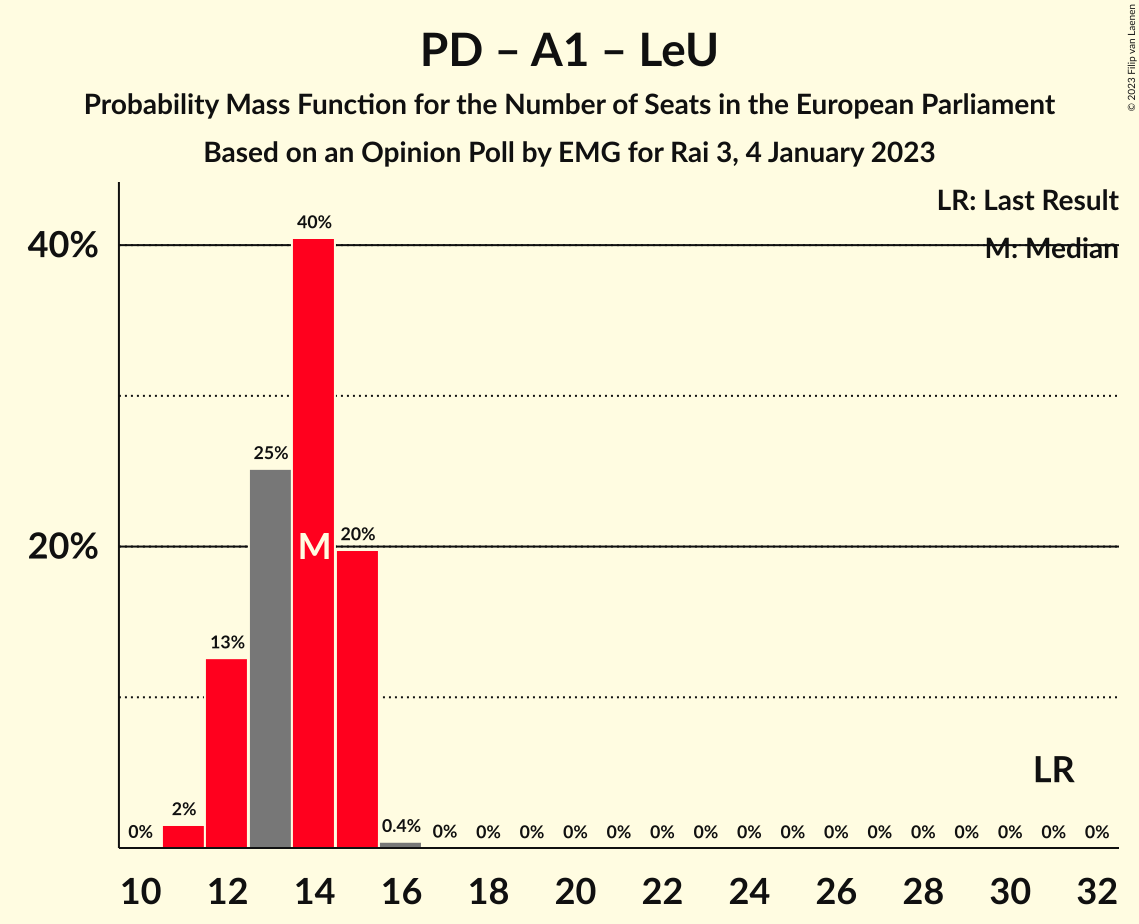 PD – A1 – LeU
Probability Mass Function for the Number of Seats in the European Parliament
Based on an Opinion Poll by EMG for Rai 3, 4 January 2023
© 2023 Filip van Laenen
LR: Last Result
M: Median
40%
20%
0% 2% 13% 25% 40% 20% 0.4% 0% 0% 0% 0% 0% 0% 0% 0% 0% 0% 0% 0% 0% 0% 0% 0%
M
LR
10 12 14 16 18 20 22 24 26 28 30 32